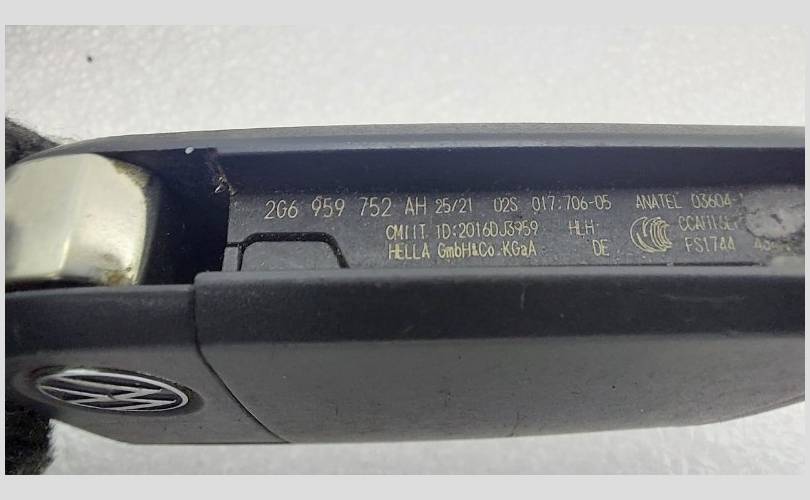 2G6 959 752 AH 25/21 02S 017.706-05 ANATEL 03604-
CMIIT ID:2016DJ3959 HLH
HELLA GmbH&Co.KGaA DE FS1744